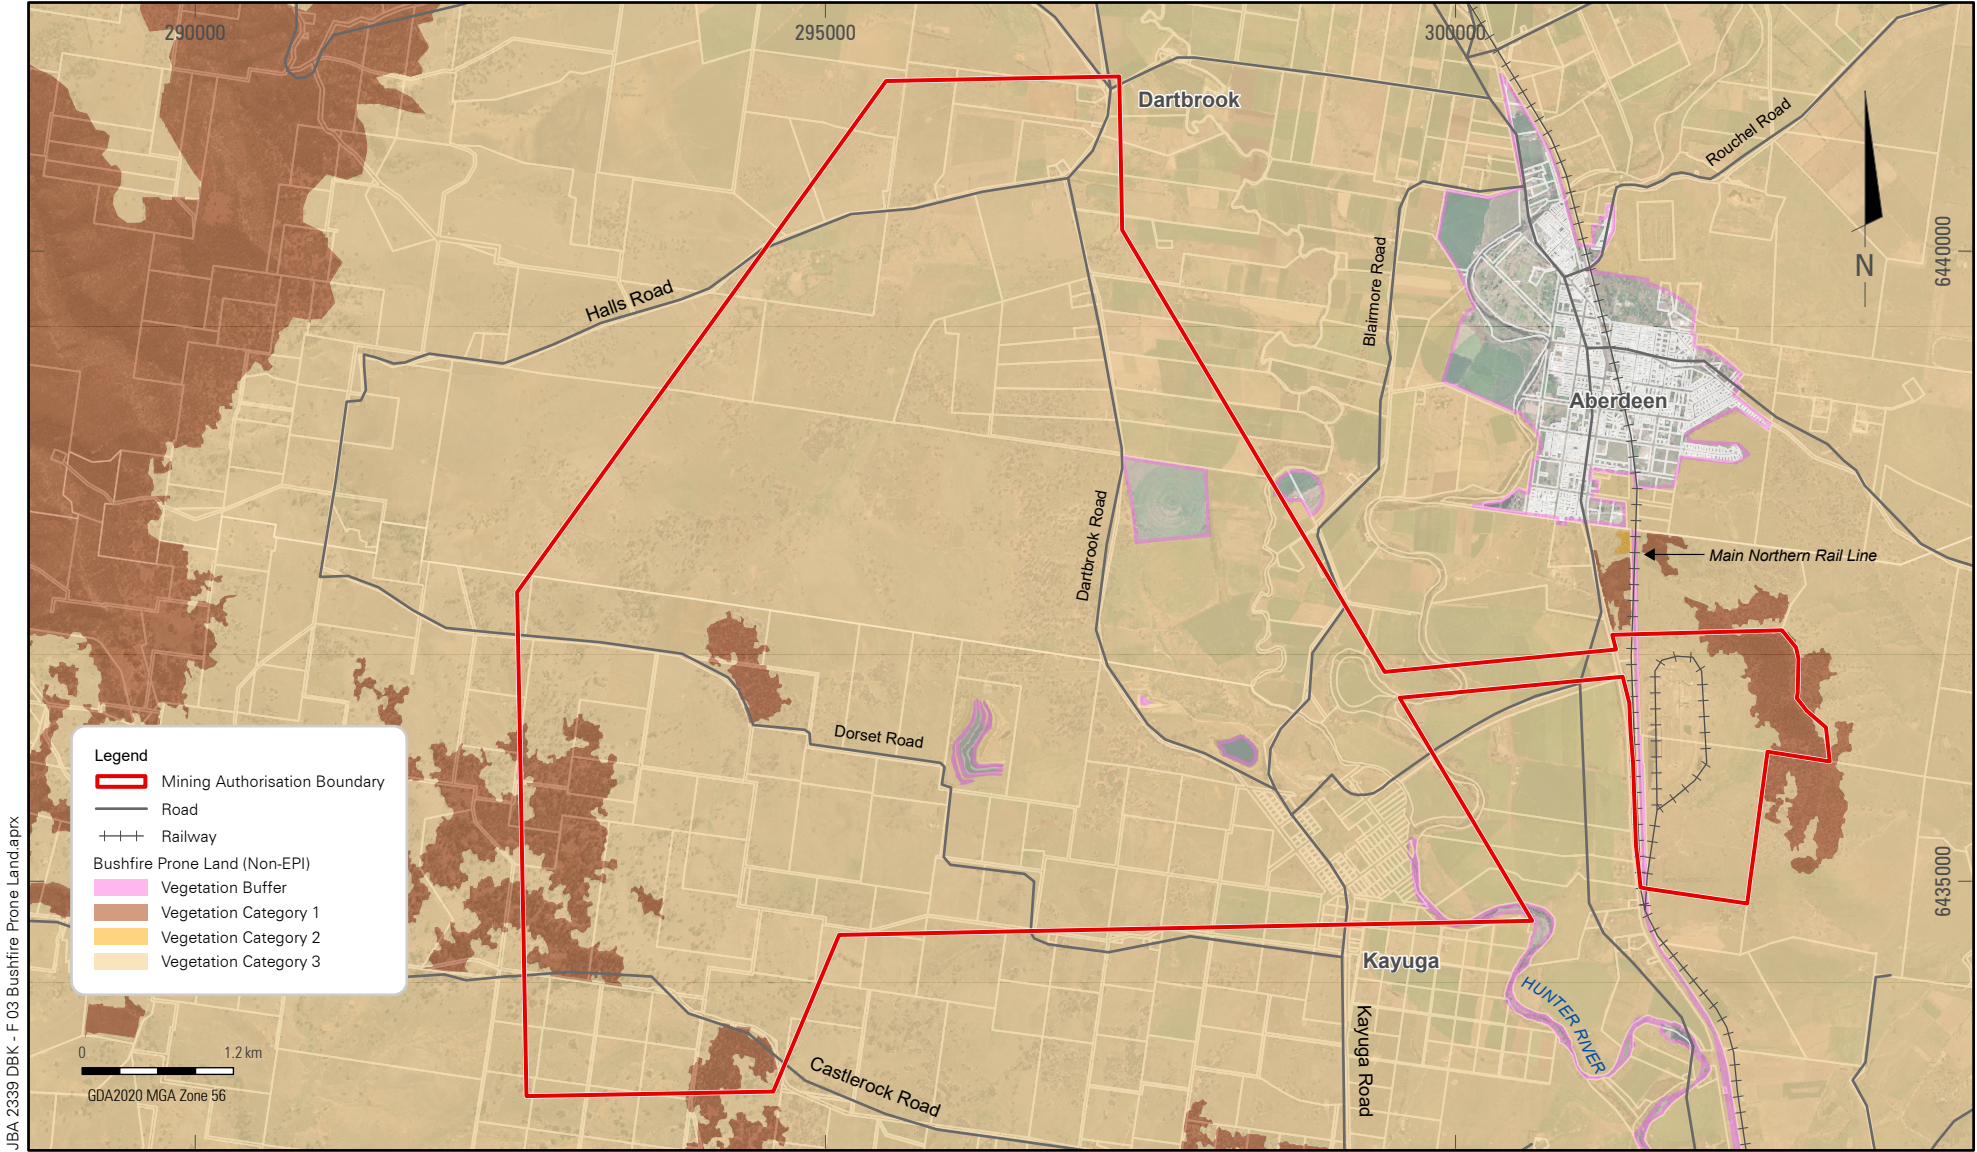 290000
295000
300000
Dartbrook
Rouchel Road
6440000
N
Blairmore Road
Halls Road
Aberdeen
Dartbrook Road
Main Northern Rail Line
Dorset Road
Legend
Mining Authorisation Boundary
Road
Railway
Bushfire Prone Land (Non-EPI)
Vegetation Buffer
Vegetation Category 1
Vegetation Category 2
Vegetation Category 3
6435000
Kayuga
HUNTER RIVER
Kayuga Road
Castlerock Road
0 1.2 km
GDA2020 MGA Zone 56
JBA 2339 DBK - F 03 Bushfire Prone Land.aprx